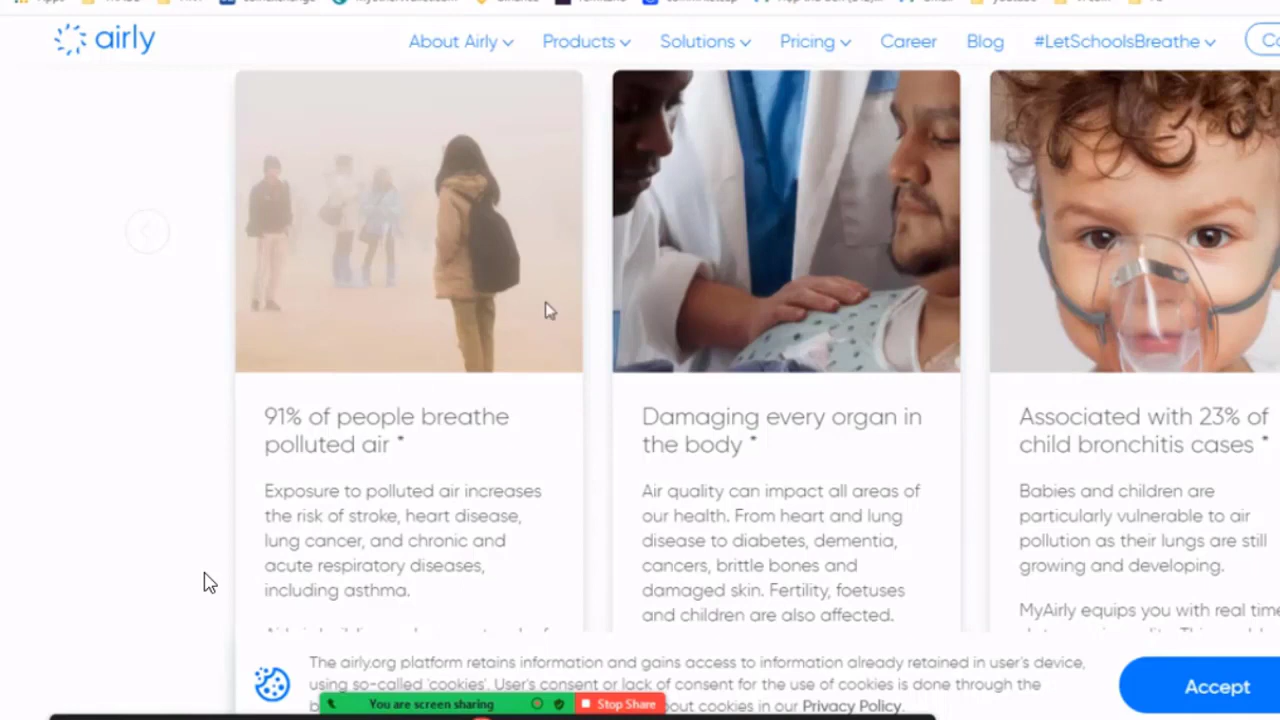 airly
About Airly
Products
Solutions
Pricing
Career
Blog
#LetSchoolsBreathe
91% of people breathe
polluted air *
Exposure to polluted air increases
the risk of stroke, heart disease,
lung cancer, and chronic and
acute respiratory diseases,
including asthma.
Damaging every organ in
the body *
Air quality can impact all areas of
our health. From heart and lung
disease to diabetes, dementia,
cancers, brittle bones and
damaged skin. Fertility, foetuses
and children are also affected.
Associated with 23% of
child bronchitis cases *
Babies and children are
particularly vulnerable to air
pollution as their lungs are still
growing and developing.
MyAirly equips you with real time
The airly.org platform retains information and gains access to information already retained in user's device,
using so-called 'cookies'. User's consent or lack of consent for the use of cookies is done through the
out cookies in our Privacy Policy.
Accept
You are screen sharing
Stop Share